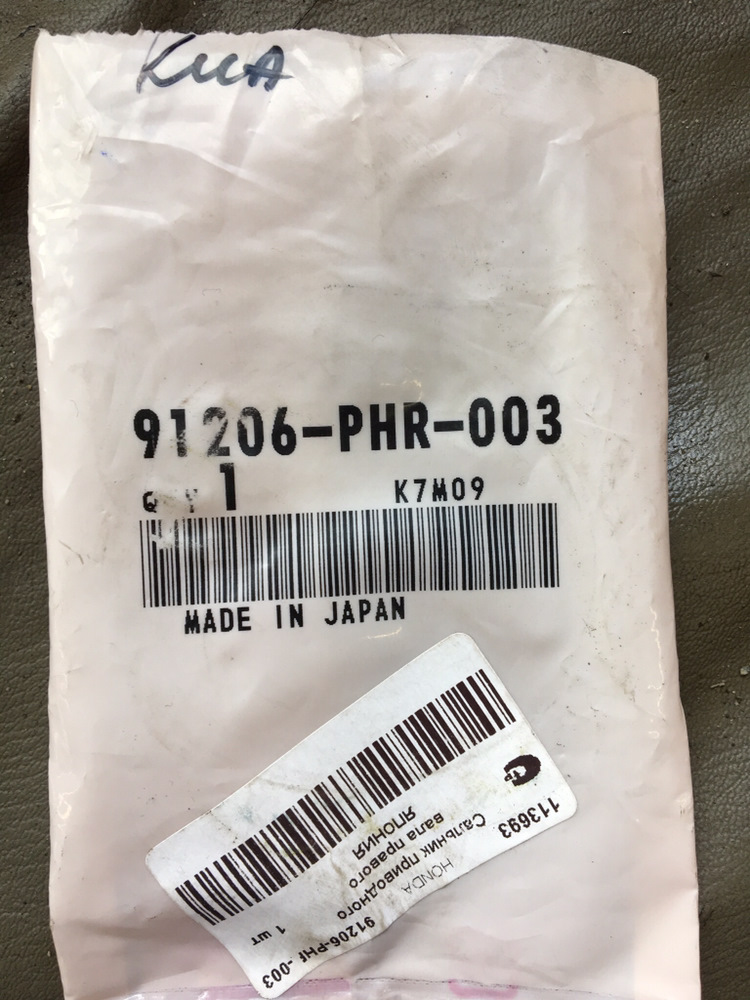 Киа
91206-PHR-003
QTY 1
K7M09
MADE IN JAPAN
113693
HONDA
Сальник приводного
вала правого
ЯПОНИЯ
91206-PHR-003
1 шт